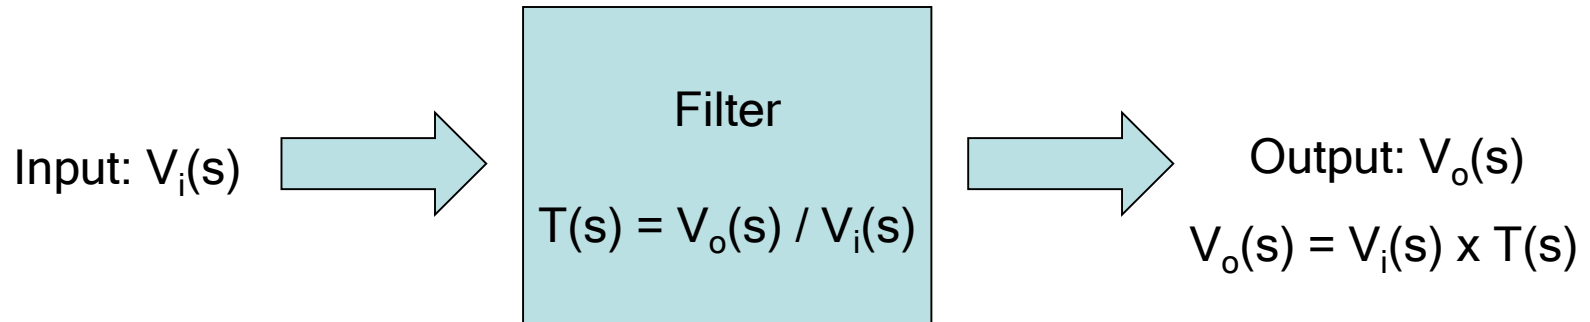 Input: Vᵢ(s)
Filter
T(s) = Vₒ(s) / Vᵢ(s)
Output: Vₒ(s)
Vₒ(s) = Vᵢ(s) x T(s)